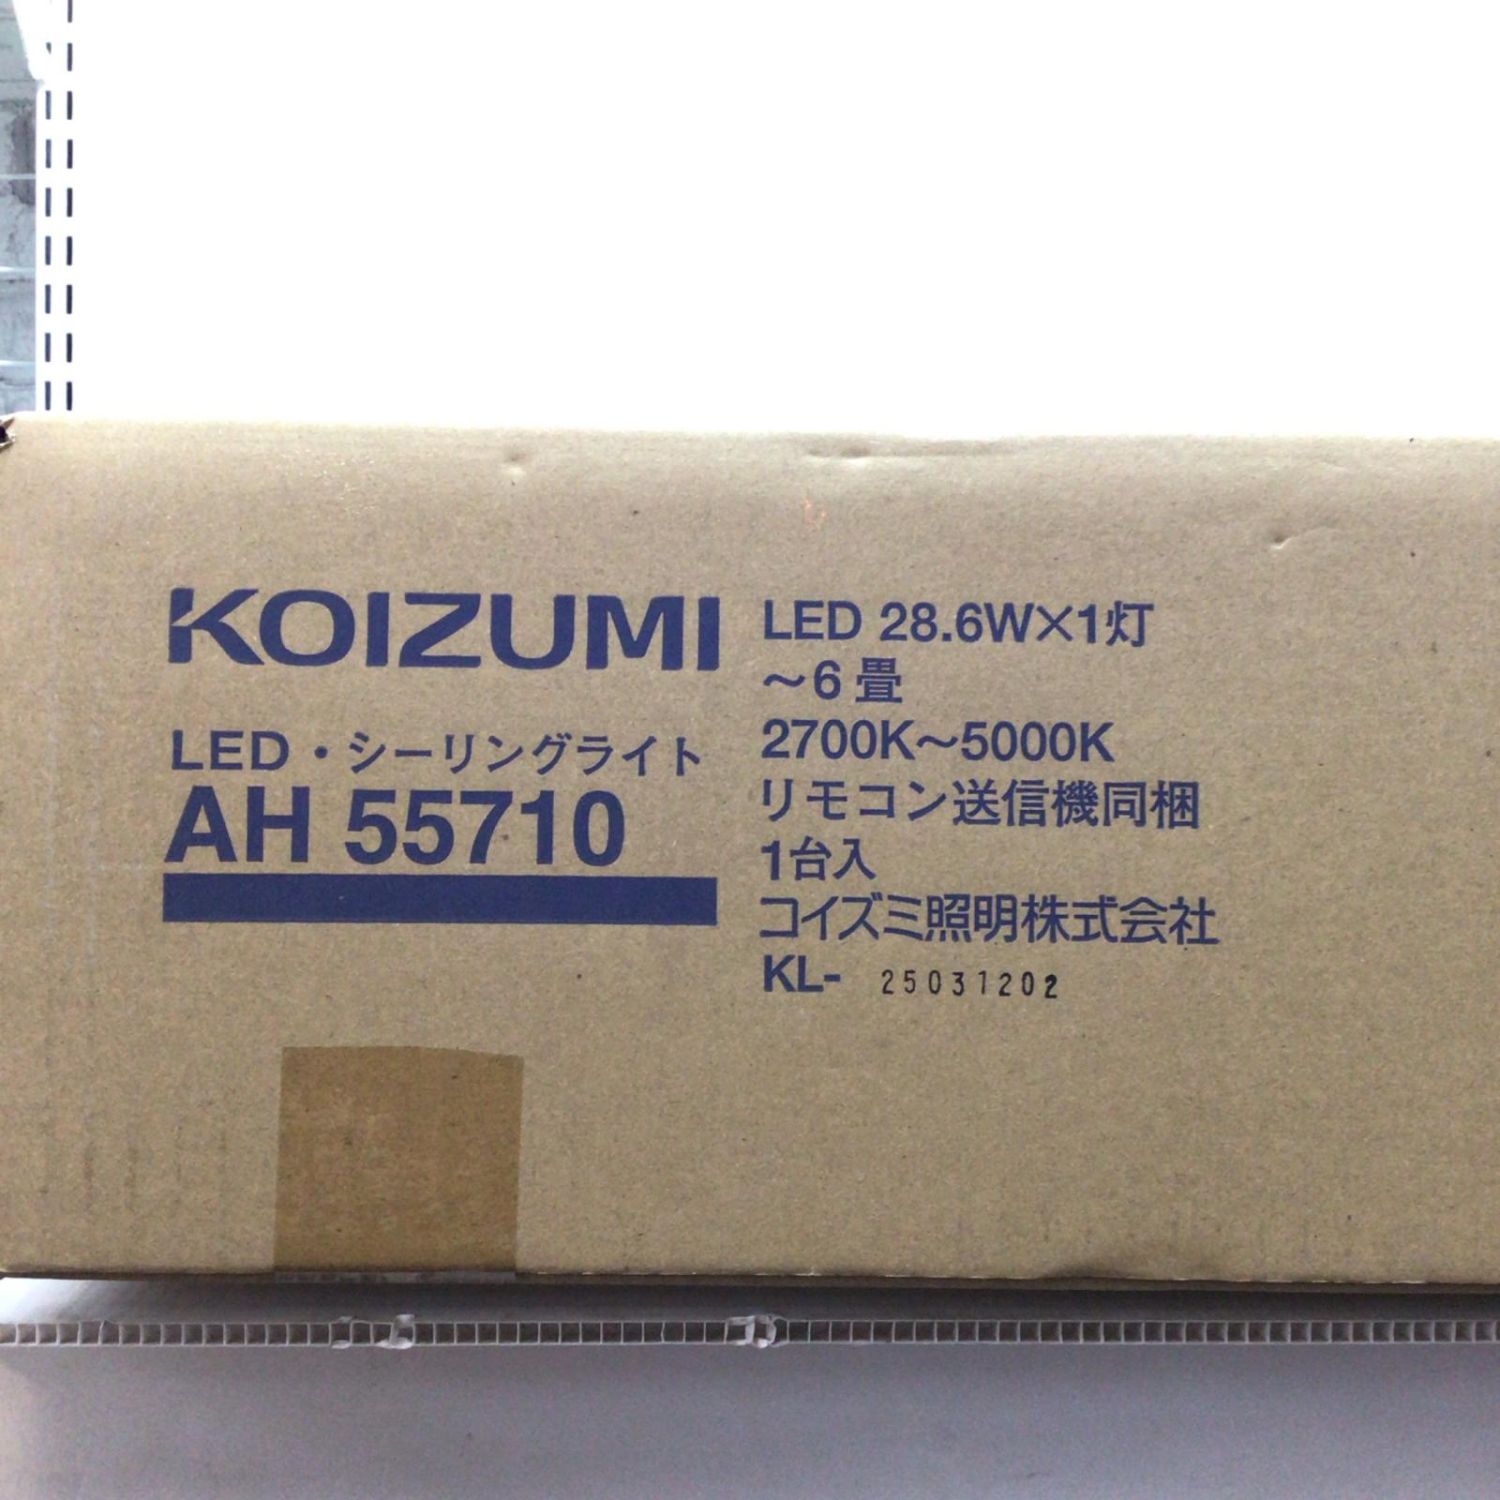 KOIZUMI
LED・シーリングライト
AH 55710
LED 28.6W×1灯
～6畳
2700K～5000K
リモコン送信機同梱
1台入
コイズミ照明株式会社
KL- 25031202